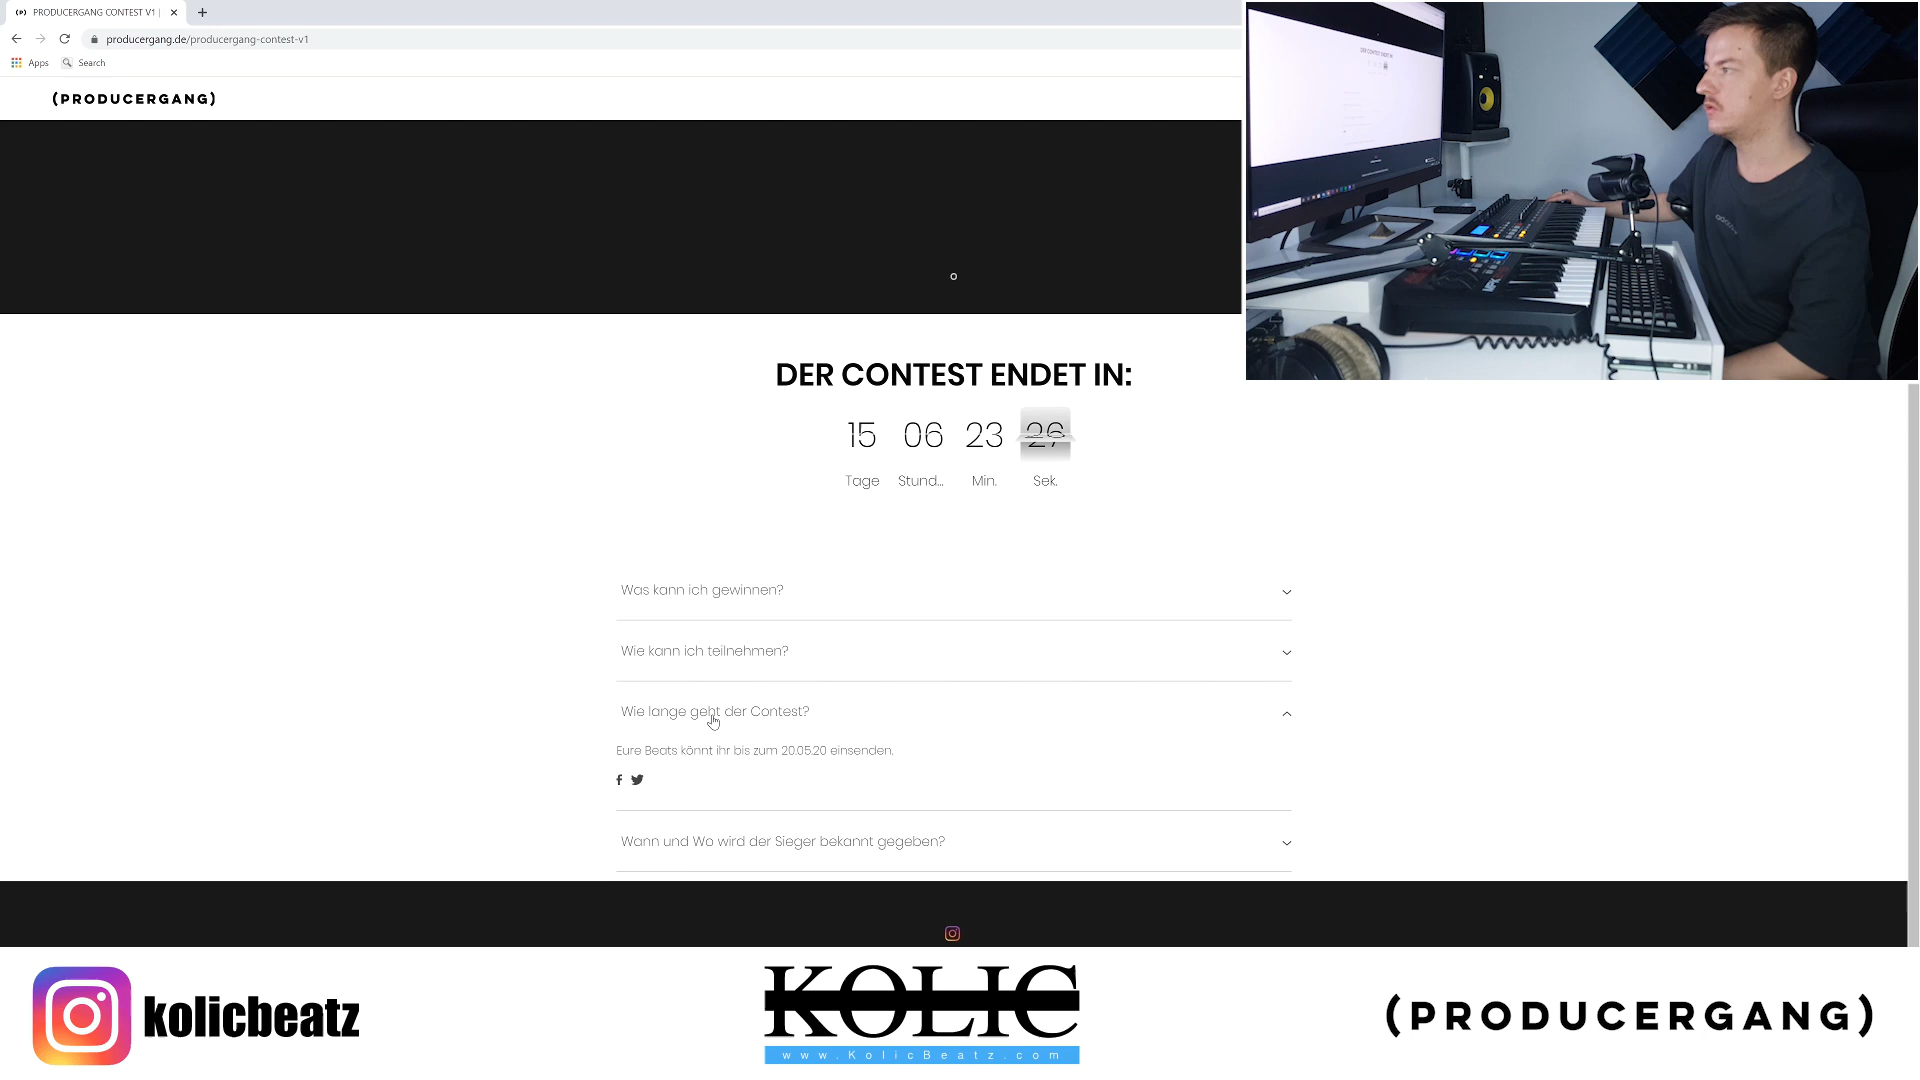 (P) PRODUCERGANG CONTEST V1 |
producergang.de/producergang-contest-v1
Apps
Search
(PRODUCERGANG)
DER CONTEST ENDET IN:
15 06 23 26
Tage Stund... Min. Sek.
Was kann ich gewinnen?
Wie kann ich teilnehmen?
Wie lange geht der Contest?
Eure Beats könnt ihr bis zum 20.05.20 einsenden.
Wann und Wo wird der Sieger bekannt gegeben?
kolicbeatz
KOLIC
www.KolicBeatz.com
(PRODUCERGANG)